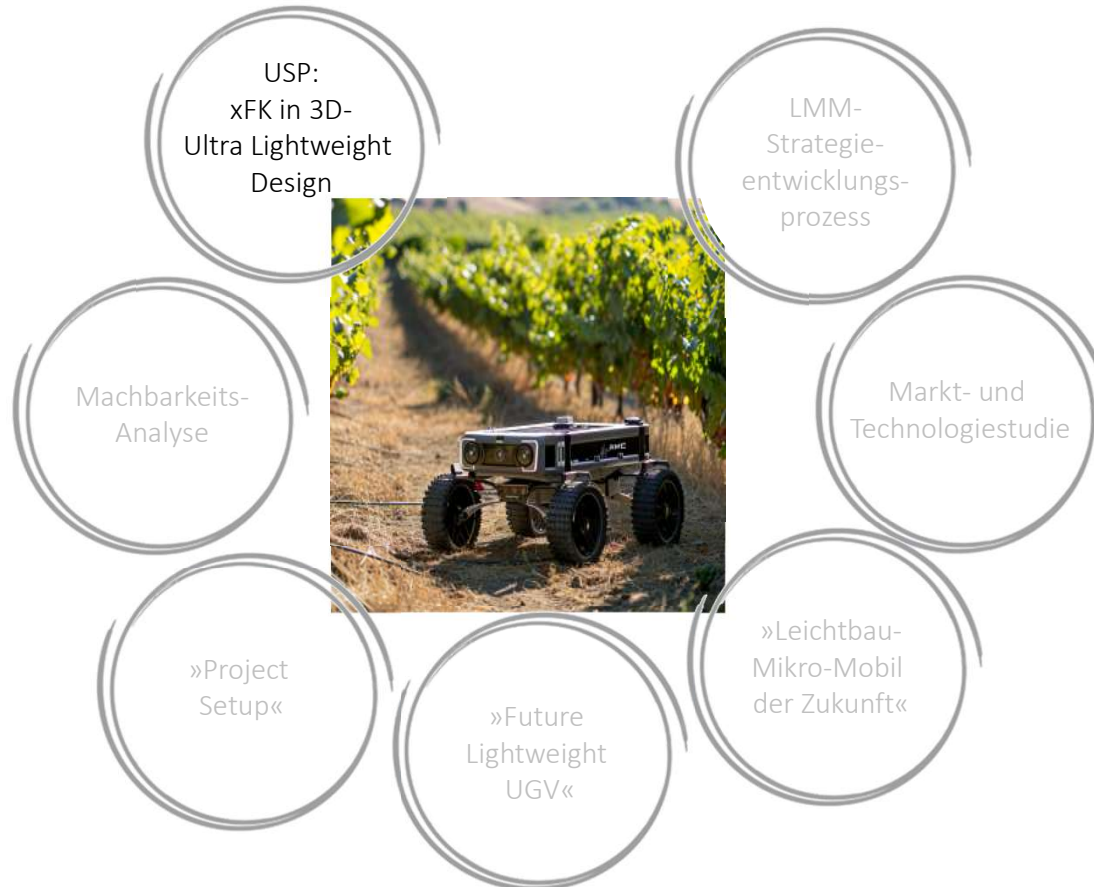 USP:
xFK in 3D-
Ultra Lightweight
Design
LMM-
Strategie-
entwicklungs-
prozess
Machbarkeits-
Analyse
Markt- und
Technologiestudie
»Project
Setup«
»Future
Lightweight
UGV«
»Leichtbau-
Mikro-Mobil
der Zukunft«